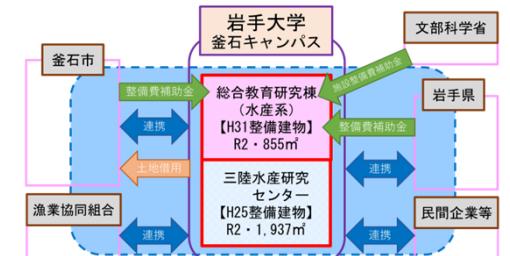 岩手大学
釜石キャンパス
文部科学省
釜石市
施設整備費補助金
整備費補助金
総合教育研究棟
（水産系）
【H31整備建物】
R2・855㎡
岩手県
整備費補助金
連携
土地借用
連携
三陸水産研究
センター
【H25整備建物】
R2・1,937㎡
漁業協同組合
民間企業等
連携
連携